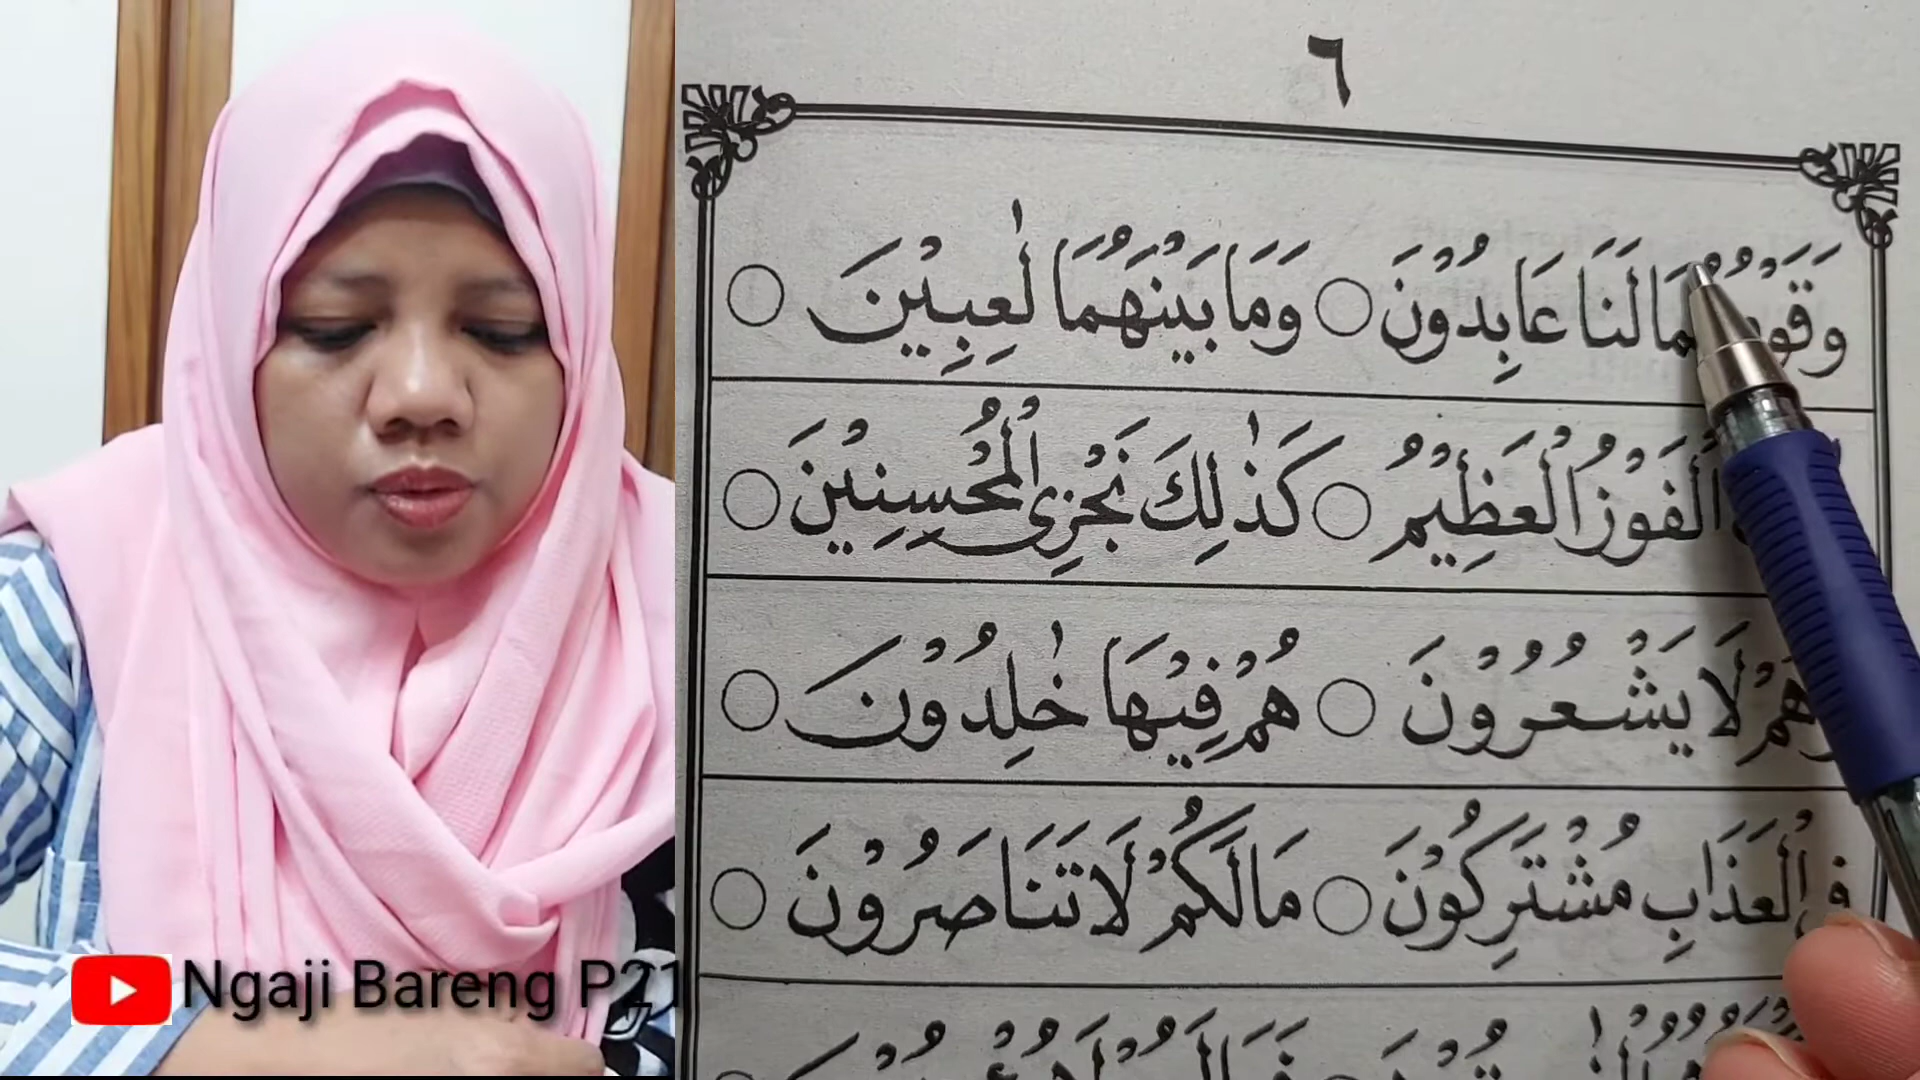 ٦
وَقَوْمُهُمَا لَنَا عَابِدُوْنَ ○ وَمَا بَيْنَهُمَا لٰعِبِيْنَ ○
الْفَوْزُ الْعَظِيْمُ ○ كَذٰلِكَ نَجْزِى الْمُحْسِنِيْنَ ○
وَهُمْ لَا يَشْعُرُوْنَ ○ هُمْ فِيْهَا خٰلِدُوْنَ ○
فِى الْعَذَابِ مُشْتَرِكُوْنَ ○ مَا لَكُمْ لَا تَنَاصَرُوْنَ ○
Ngaji Bareng P21